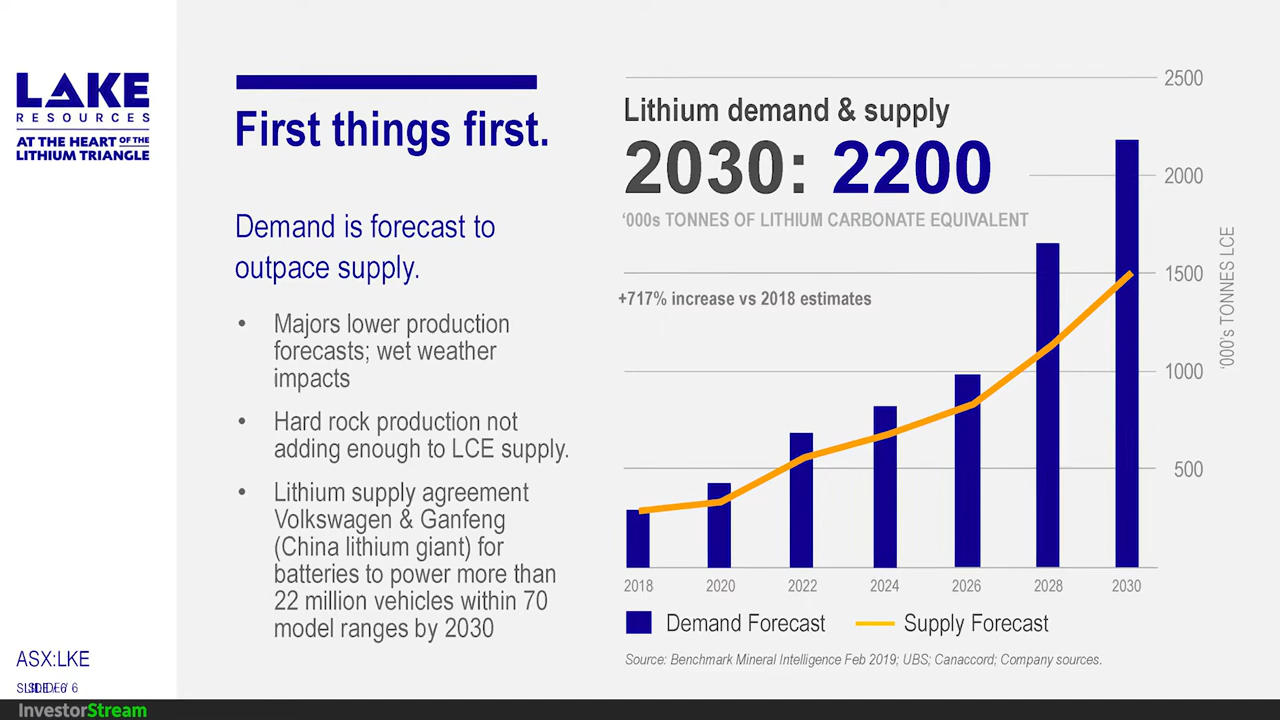 LAKE
RESOURCES
AT THE HEART OF THE
LITHIUM TRIANGLE
First things first.
Demand is forecast to
outpace supply.
• Majors lower production
forecasts; wet weather
impacts
• Hard rock production not
adding enough to LCE supply.
• Lithium supply agreement
Volkswagen & Ganfeng
(China lithium giant) for
batteries to power more than
22 million vehicles within 70
model ranges by 2030
Lithium demand & supply
2030: 2200
‘000s TONNES OF LITHIUM CARBONATE EQUIVALENT
+717% increase vs 2018 estimates
2500
2000
1500
1000
500
‘000's TONNES LCE
2018 2020 2022 2024 2026 2028 2030
Demand Forecast Supply Forecast
Source: Benchmark Mineral Intelligence Feb 2019; UBS; Canaccord; Company sources.
ASX:LKE
InvestorStream